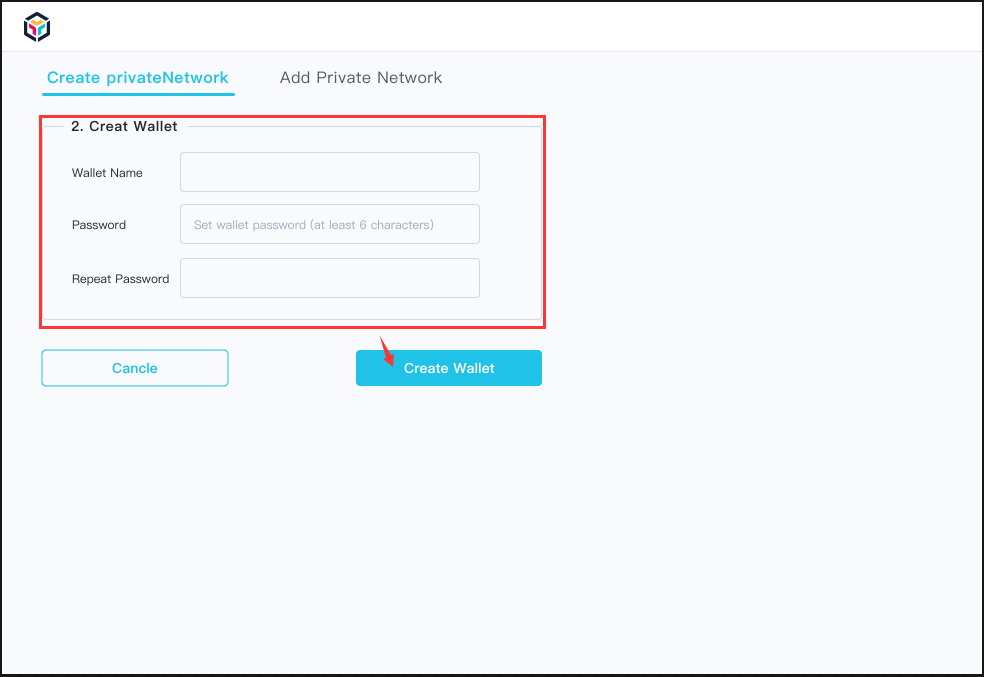 Create privateNetwork
Add Private Network
2. Creat Wallet
Wallet Name
Password
Set wallet password (at least 6 characters)
Repeat Password
Cancle
Create Wallet